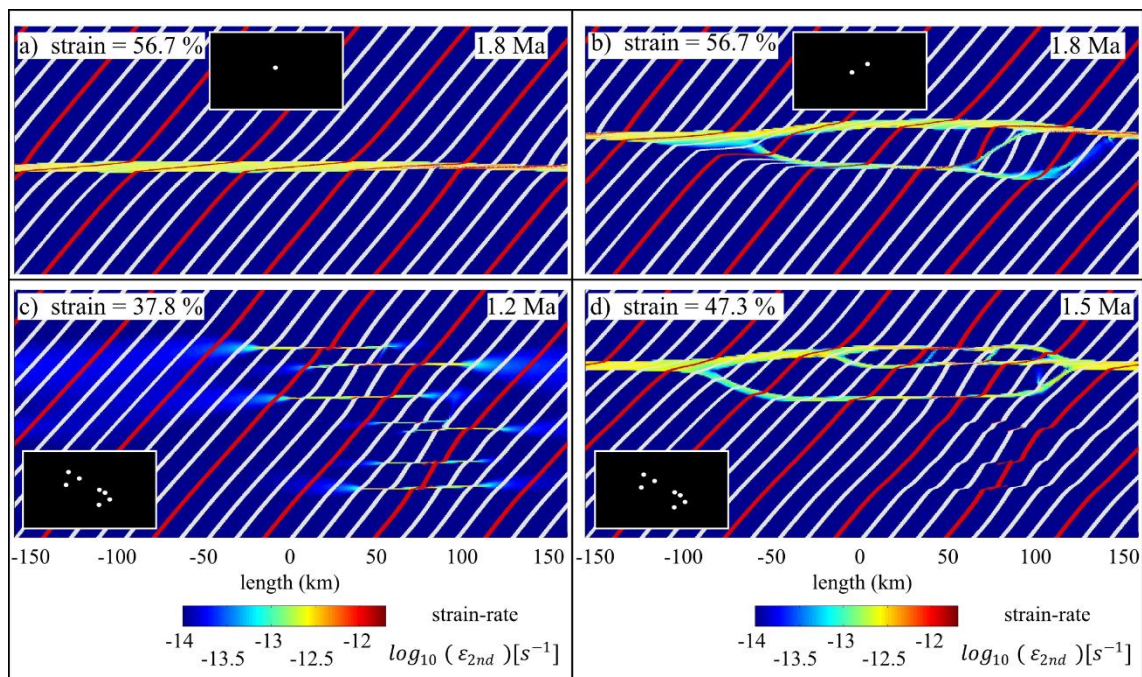 a) strain = 56.7 %
1.8 Ma
b) strain = 56.7 %
1.8 Ma
c) strain = 37.8 %
1.2 Ma
d) strain = 47.3 %
1.5 Ma
-150 -100 -50 0 50 100 150
length (km)
-150 -100 -50 0 50 100 150
length (km)
strain-rate
-14 -13 -12
-13.5 -12.5
log₁₀ ( ε₂ₙd )[s⁻¹]
strain-rate
-14 -13 -12
-13.5 -12.5
log₁₀ ( ε₂ₙd )[s⁻¹]